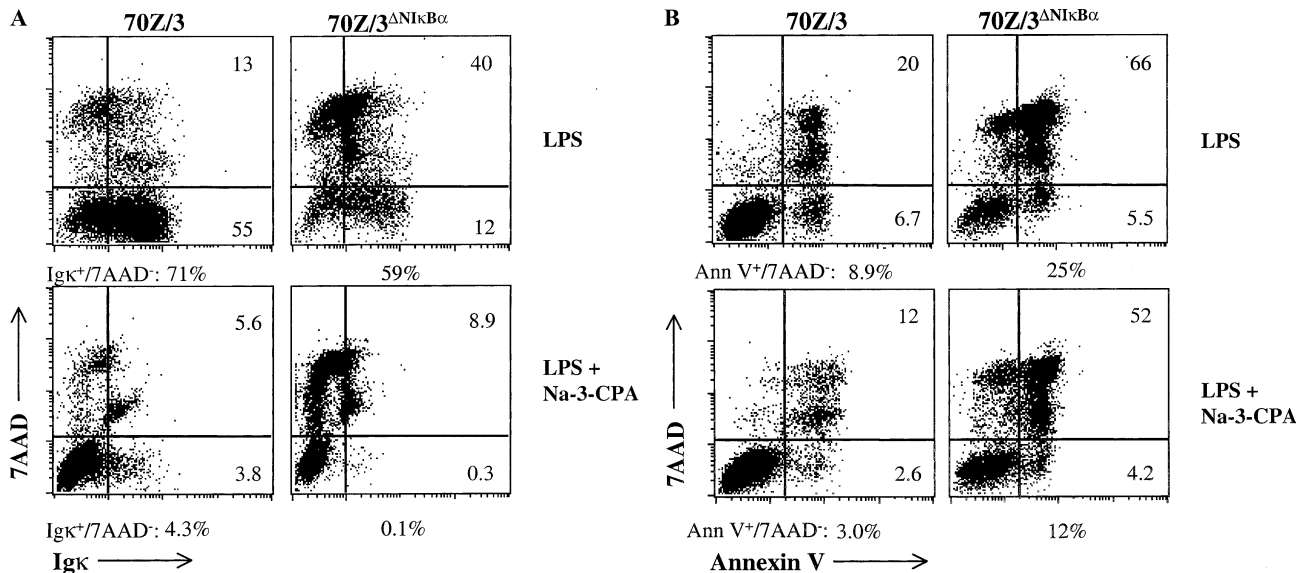 A
70Z/3
70Z/3ΔNIκBα
13
40
LPS
55
12
Igκ+/7AAD-: 71%
59%
5.6
8.9
LPS +
Na-3-CPA
7AAD
3.8
0.3
Igκ+/7AAD-: 4.3%
0.1%
Igκ
B
70Z/3
70Z/3ΔNIκBα
20
66
LPS
6.7
5.5
Ann V+/7AAD-: 8.9%
25%
12
52
LPS +
Na-3-CPA
7AAD
2.6
4.2
Ann V+/7AAD-: 3.0%
12%
Annexin V